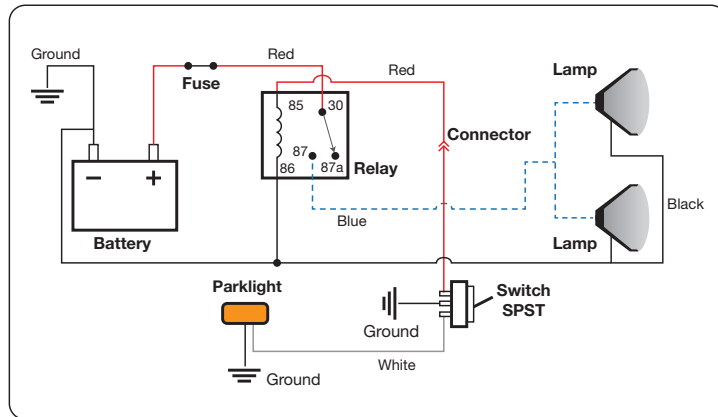 Ground
Red
Fuse
Red
Lamp
85
30
Connector
87
86
87a
Relay
− +
Battery
Blue
Black
Lamp
Parklight
Switch
SPST
Ground
White
Ground